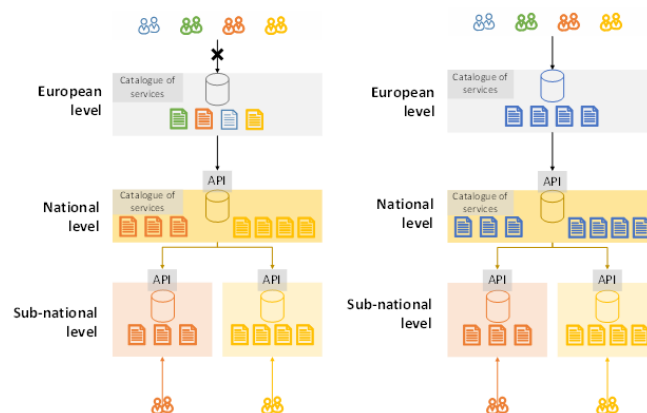 Catalogue of
services
European
level
API
Catalogue of
services
National
level
API
API
Sub-national
level
Catalogue of
services
European
level
API
Catalogue of
services
National
level
API
API
Sub-national
level